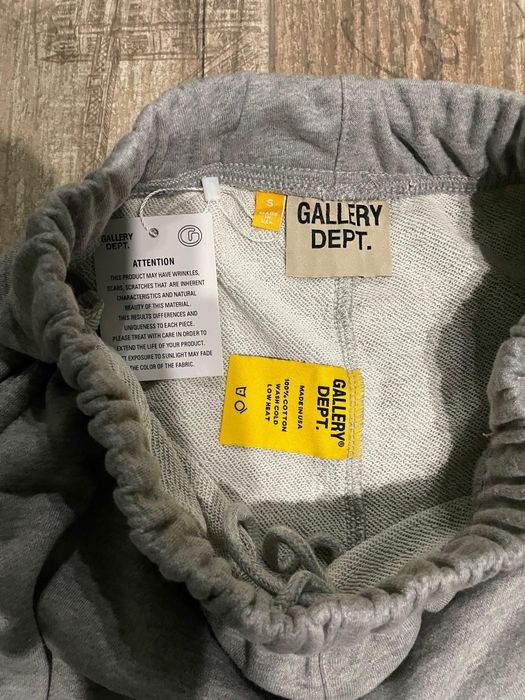 GALLERY
DEPT.
ATTENTION
THIS PRODUCT MAY HAVE WRINKLES,
SCARS, SCRATCHES THAT ARE INHERENT
CHARACTERISTICS AND NATURAL
BEAUTY OF THIS MATERIAL.
THIS RESULTS DIFFERENCES AND
UNIQUENESS TO EACH PIECE.
PLEASE TREAT WITH CARE IN ORDER TO
EXTEND THE LIFE OF YOUR PRODUCT.
EXPOSURE TO SUNLIGHT MAY FADE
THE COLOR OF THE FABRIC.
S
MADE
IN
USA
GALLERY
DEPT.
GALLERY®
DEPT.
MADE IN USA
100% COTTON
WASH COLD
LOW HEAT